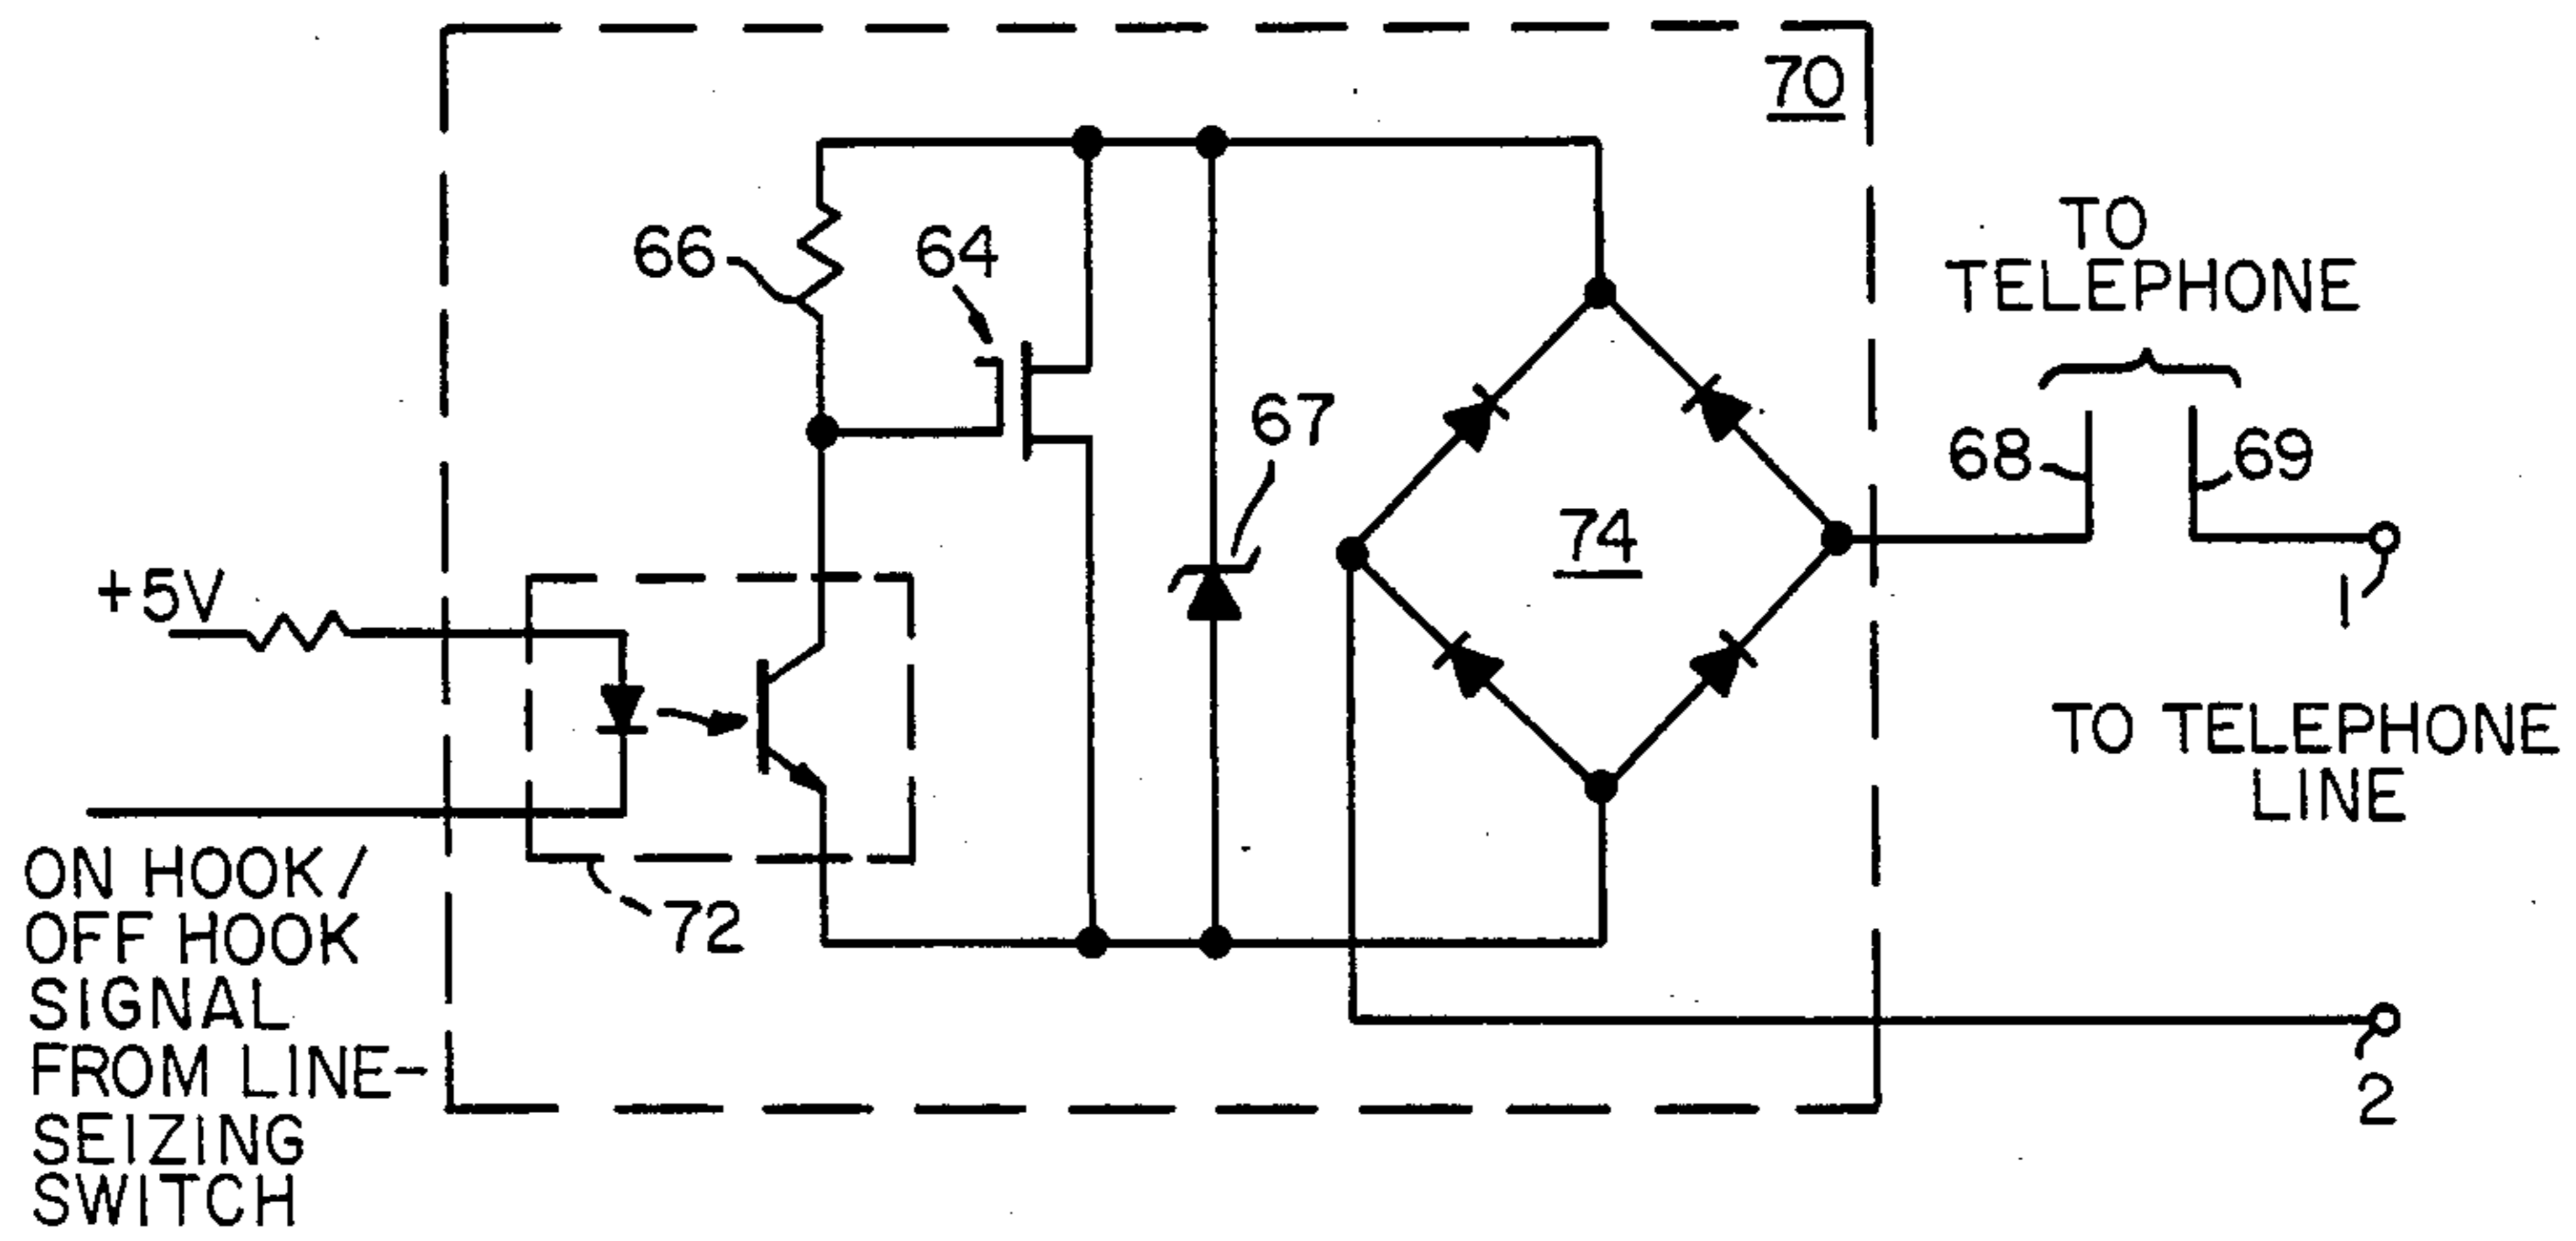 70
TO
TELEPHONE
66
64
67
68
69
74
+5V
1
TO TELEPHONE
LINE
72
ON HOOK/
OFF HOOK
SIGNAL
FROM LINE-
SEIZING
SWITCH
2